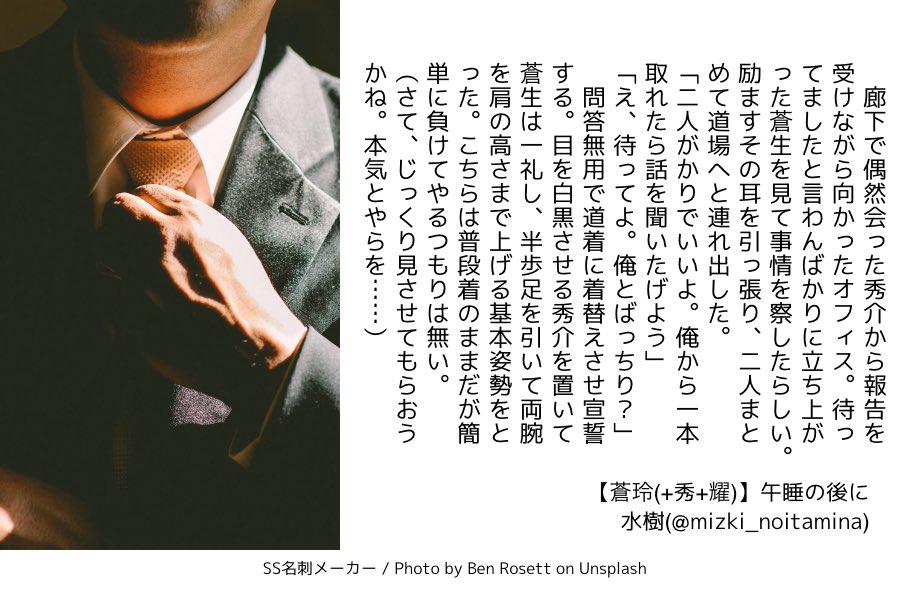 廊下で偶然会った秀介から報告を
受けながら向かったオフィス。待っ
てましたと言わんばかりに立ち上が
った蒼生を見て事情を察したらしい。
励ますその耳を引っ張り、二人まと
めて道場へと連れ出した。
「二人がかりでいいよ。俺から一本
取れたら話を聞いたげよう」
「え、待ってよ。俺とばっちり？」
問答無用で道着に着替えさせ宣誓
する。目を白黒させる秀介を置いて
蒼生は一礼し、半歩足を引いて両腕
を肩の高さまで上げる基本姿勢をと
った。こちらは普段着のままだが簡
単に負けてやるつもりは無い。
（さて、じっくり見させてもらおう
かね。本気とやらを……）
【蒼玲(+秀+耀)】午睡の後に
水樹(@mizki_noitamina)
SS名刺メーカー / Photo by Ben Rosett on Unsplash